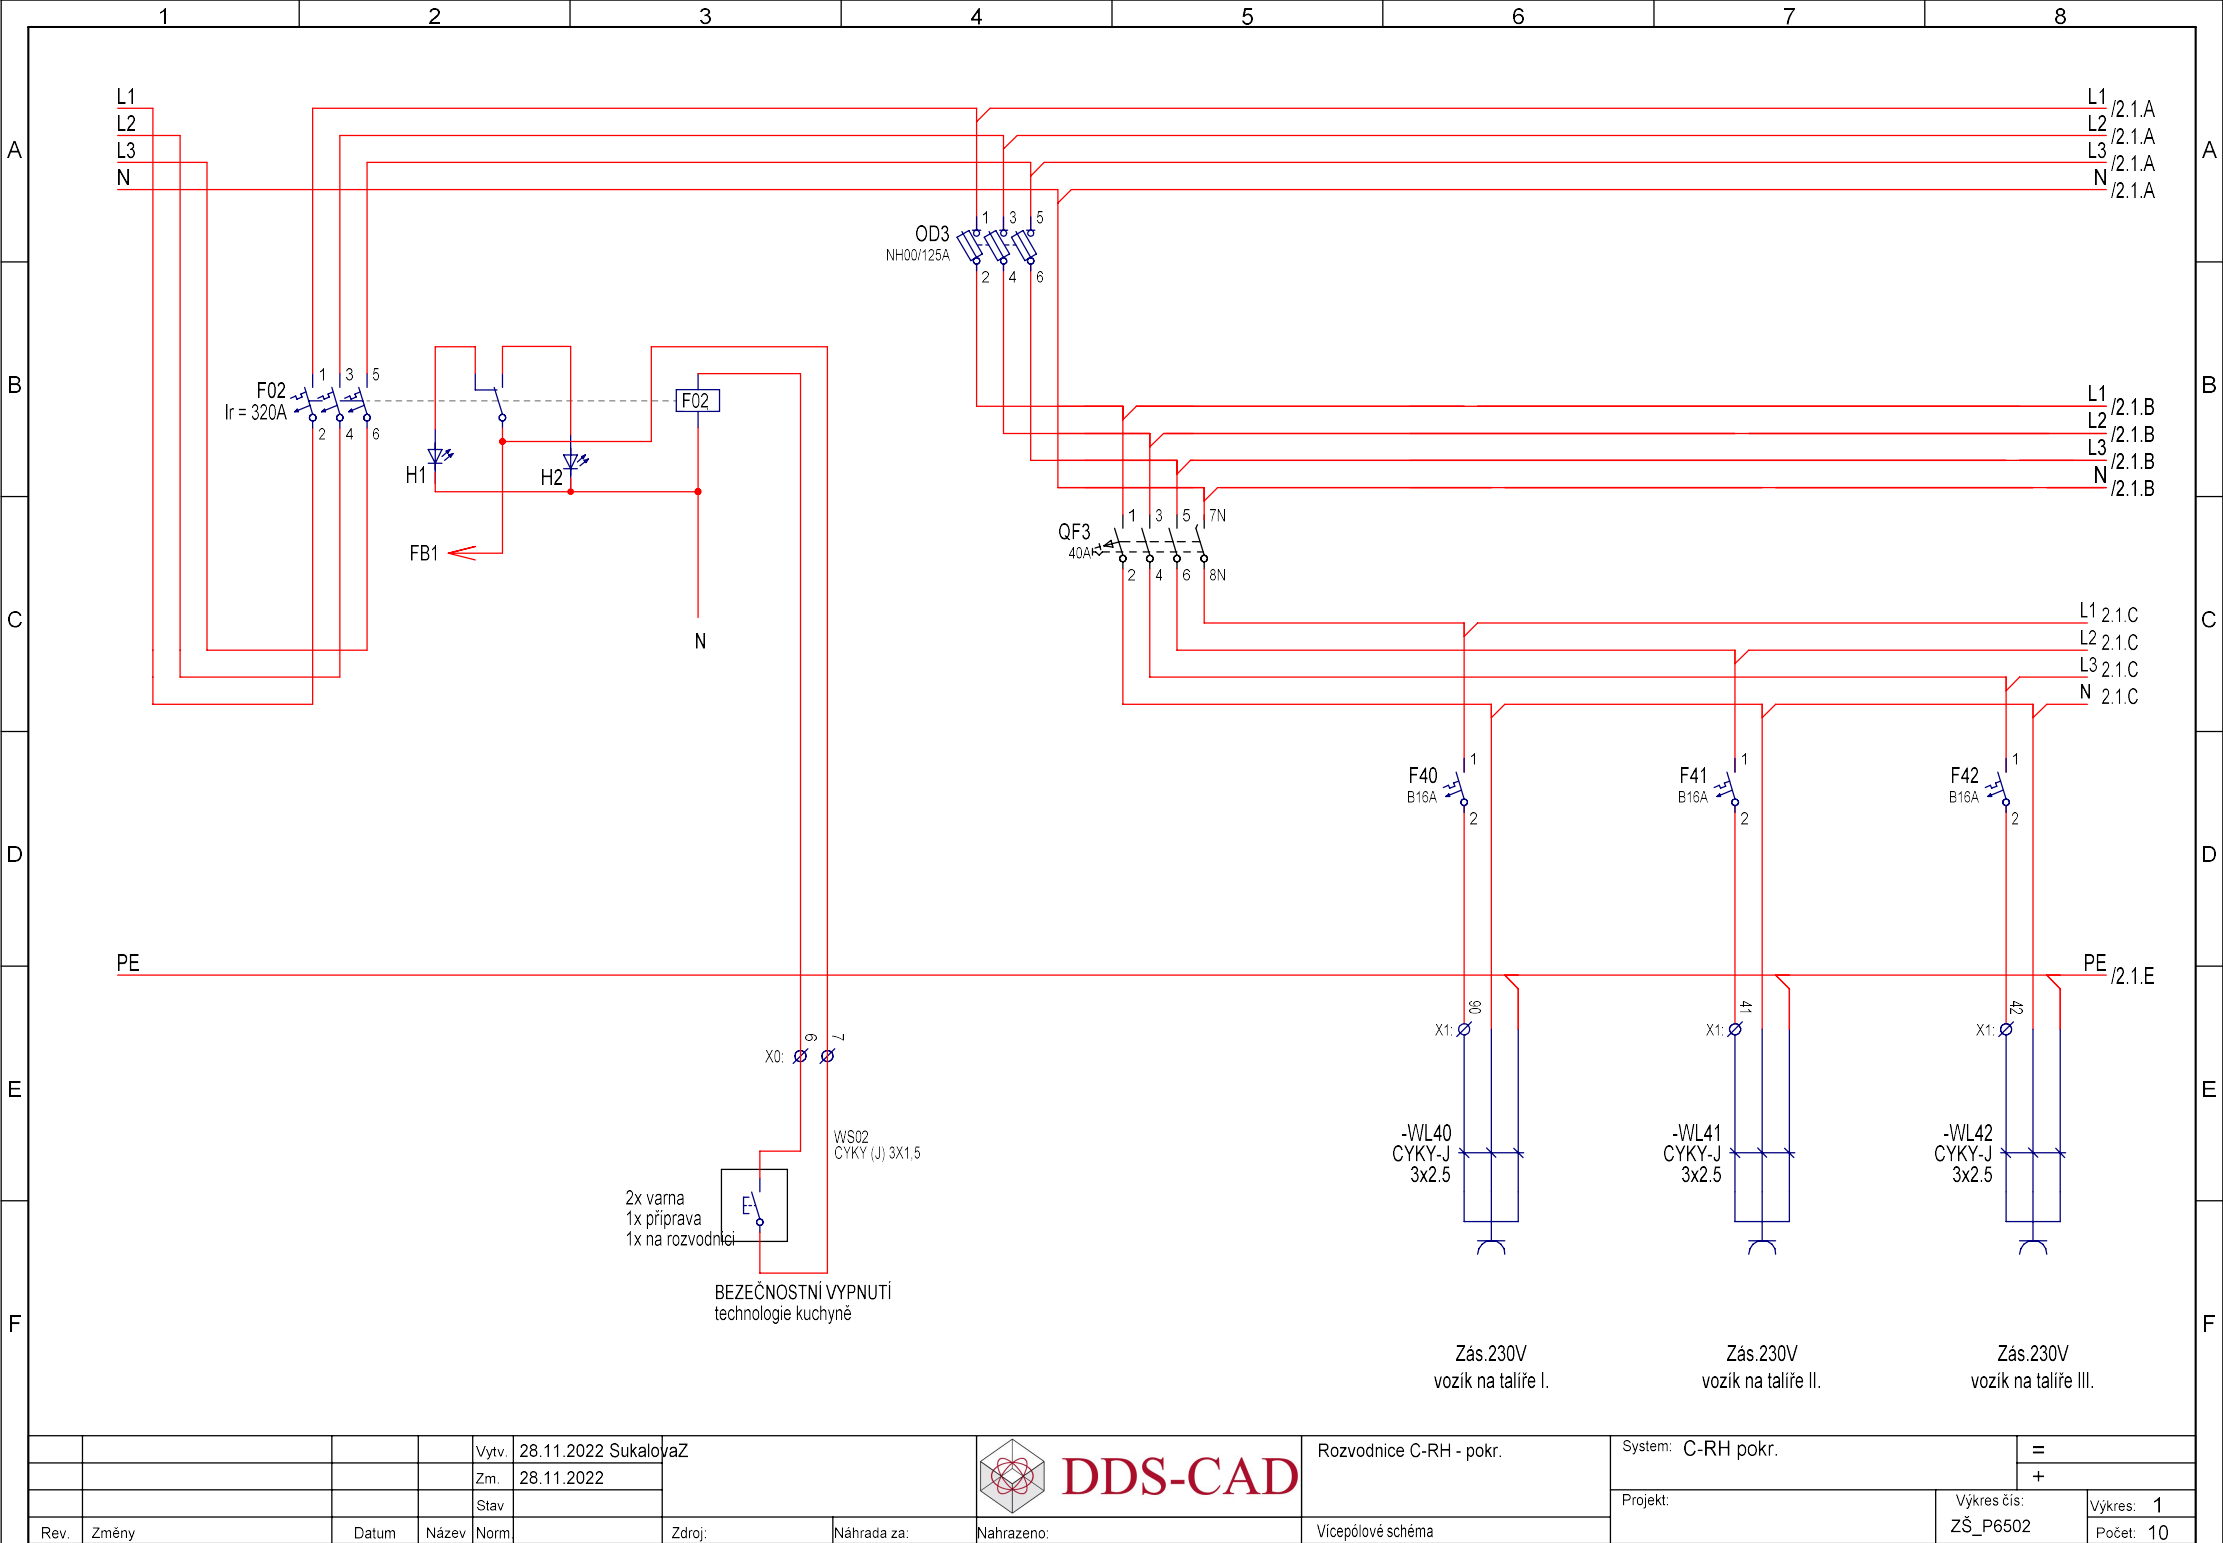 1 2 3 4 5 6 7 8
L1 L1 /2.1.A
L2 L2 /2.1.A
A L3 L3 /2.1.A A
N N /2.1.A
1 3 5
OD3
NH00/125A
2 4 6
B B
1 3 5
F02
Ir = 320A
2 4 6
F02
H1
H2
L1 /2.1.B
L2 /2.1.B
L3 /2.1.B
N /2.1.B
1 3 5 7N
QF3
40A
2 4 6 8N
FB1
N
C C
L1 2.1.C
L2 2.1.C
L3 2.1.C
N 2.1.C
1 1 1
F40 F41 F42
B16A B16A B16A
2 2 2
D D
PE PE /2.1.E
90 41 42
X1: X1: X1:
6 7
X0:
E E
WS02
CYKY (J) 3X1,5
-WL40 -WL41 -WL42
CYKY-J CYKY-J CYKY-J
3x2.5 3x2.5 3x2.5
2x varna
1x příprava
1x na rozvodnici
E
BEZEČNOSTNÍ VYPNUTÍ
technologie kuchyně
F F
Zás.230V Zás.230V Zás.230V
vozík na talíře I. vozík na talíře II. vozík na talíře III.
Vytv. 28.11.2022 SukalovaZ
Zm. 28.11.2022
Stav
Rev. Změny Datum Název Norm.
Zdroj: Náhrada za: Nahrazeno:
DDS-CAD
Rozvodnice C-RH - pokr.
Vícepólové schéma
System: C-RH pokr.
=
+
Projekt:
Výkres čís:
ZŠ_P6502
Výkres: 1
Počet: 10